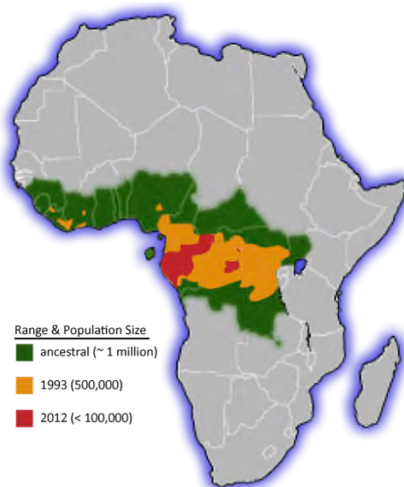 Range & Population Size
ancestral (~ 1 million)
1993 (500,000)
2012 (< 100,000)